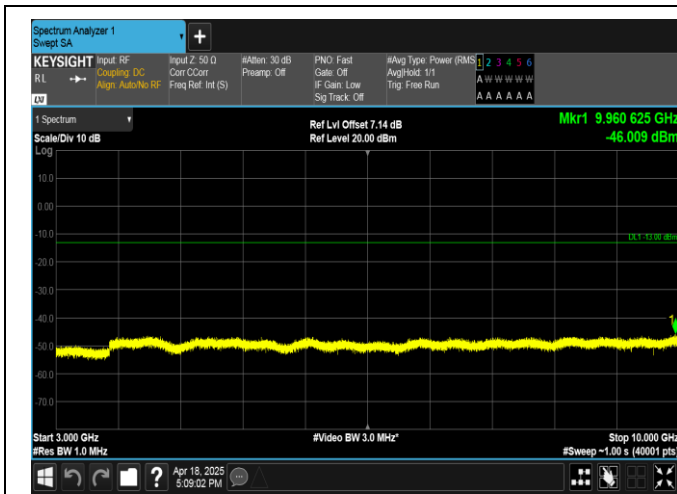 Spectrum Analyzer 1
Swept SA
+
KEYSIGHT
RL
LXI
Input: RF
Coupling: DC
Align: Auto/No RF
Input Z: 50 Ω
Corr CCorr
Freq Ref: Int (S)
#Atten: 30 dB
Preamp: Off
PNO: Fast
Gate: Off
IF Gain: Low
Sig Track: Off
#Avg Type: Power (RMS
Avg|Hold: 1/1
Trig: Free Run
1 2 3 4 5 6
A W W W W W
A A A A A A
1 Spectrum
Scale/Div 10 dB
Log
Ref Lvl Offset 7.14 dB
Ref Level 20.00 dBm
Mkr1 9.960 625 GHz
-46.009 dBm
10.0
0.00
-10.0
DL1 -13.00 dBm
-20.0
-30.0
-40.0
1
-50.0
-60.0
-70.0
Start 3.000 GHz
#Res BW 1.0 MHz
#Video BW 3.0 MHz*
Stop 10.000 GHz
#Sweep ~1.00 s (40001 pts)
?
Apr 18, 2025
5:09:02 PM